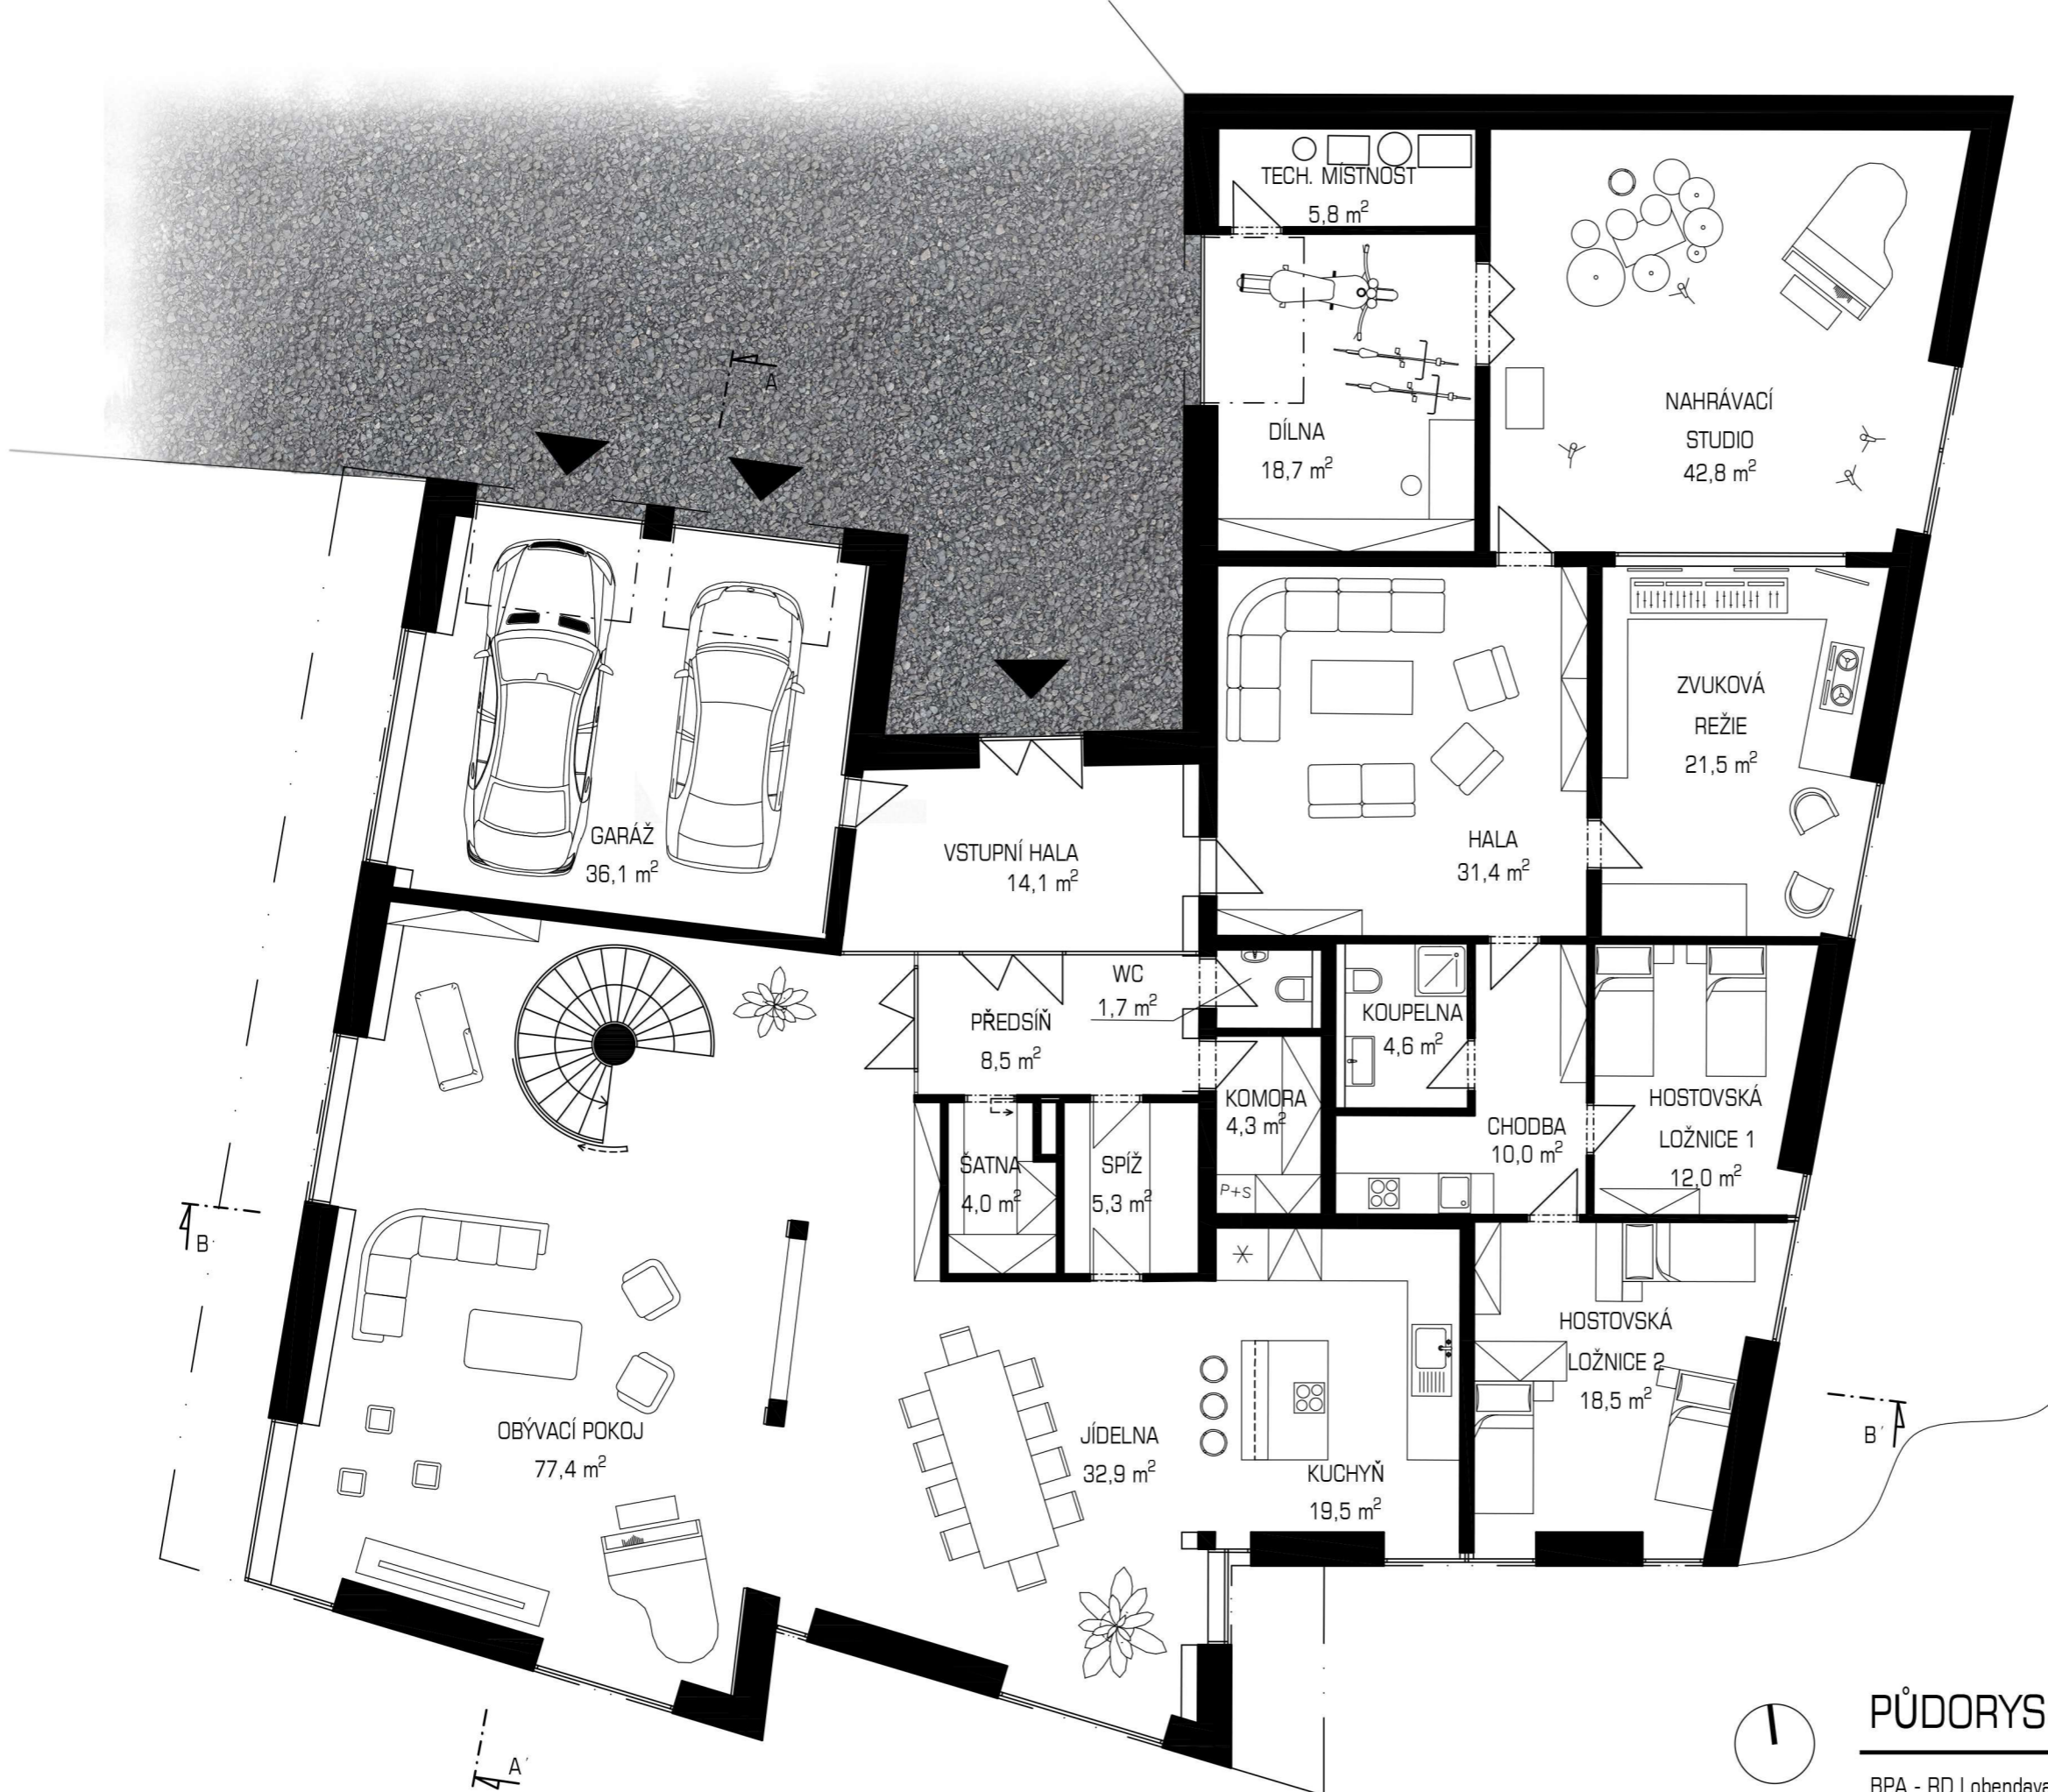 TECH. MÍSTNOST
5,8 m²
A
NAHRÁVACÍ
STUDIO
42,8 m²
DÍLNA
18,7 m²
ZVUKOVÁ
REŽIE
21,5 m²
GARÁŽ
36,1 m²
VSTUPNÍ HALA
14,1 m²
HALA
31,4 m²
WC
1,7 m²
PŘEDSÍŇ
8,5 m²
KOUPELNA
4,6 m²
KOMORA
4,3 m²
HOSTOVSKÁ
LOŽNICE 1
12,0 m²
CHODBA
10,0 m²
ŠATNA
4,0 m²
SPÍŽ
5,3 m²
P+S
B'
HOSTOVSKÁ
LOŽNICE 2
18,5 m²
OBÝVACÍ POKOJ
77,4 m²
JÍDELNA
32,9 m²
KUCHYŇ
19,5 m²
B'
A'
PŮDORYS
BPA - RD Lobendava